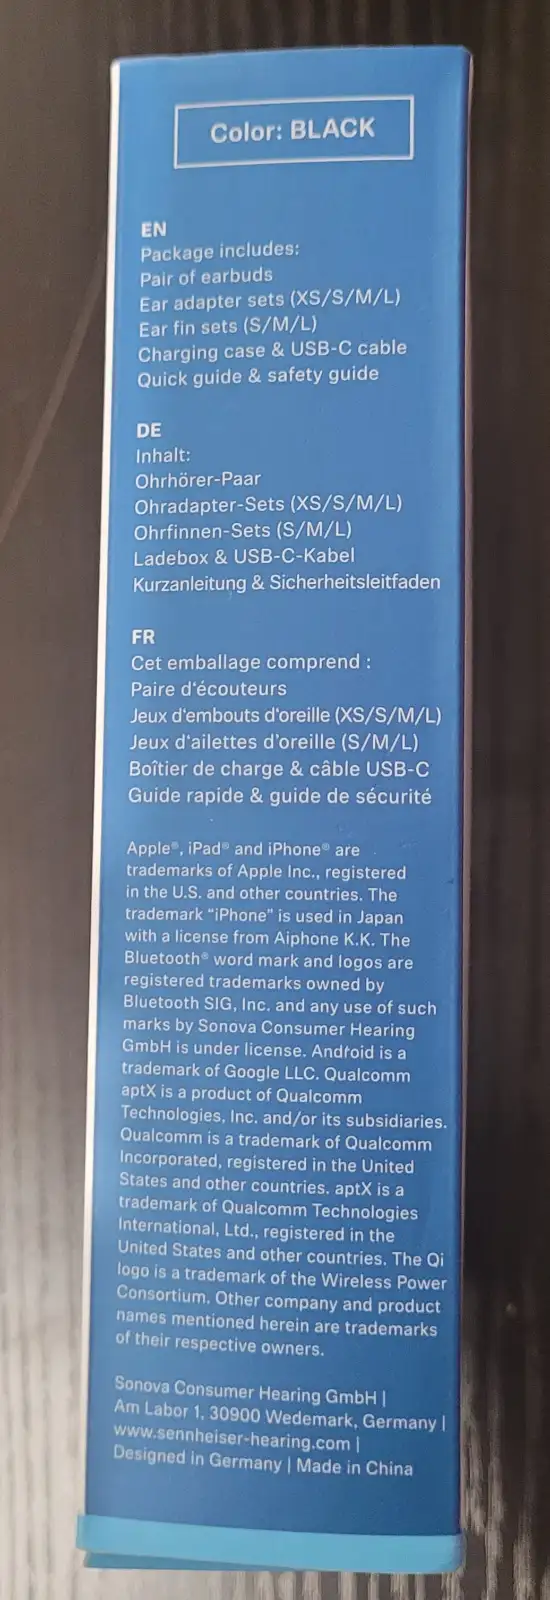 Color: BLACK
EN
Package includes:
Pair of earbuds
Ear adapter sets (XS/S/M/L)
Ear fin sets (S/M/L)
Charging case & USB-C cable
Quick guide & safety guide
DE
Inhalt:
Ohrhörer-Paar
Ohradapter-Sets (XS/S/M/L)
Ohrfinnen-Sets (S/M/L)
Ladebox & USB-C-Kabel
Kurzanleitung & Sicherheitsleitfaden
FR
Cet emballage comprend :
Paire d‘écouteurs
Jeux d‘embouts d‘oreille (XS/S/M/L)
Jeux d‘ailettes d’oreille (S/M/L)
Boîtier de charge & câble USB-C
Guide rapide & guide de sécurité
Apple®, iPad® and iPhone® are
trademarks of Apple Inc., registered
in the U.S. and other countries. The
trademark “iPhone” is used in Japan
with a license from Aiphone K.K. The
Bluetooth® word mark and logos are
registered trademarks owned by
Bluetooth SIG, Inc. and any use of such
marks by Sonova Consumer Hearing
GmbH is under license. Android is a
trademark of Google LLC. Qualcomm
aptX is a product of Qualcomm
Technologies, Inc. and/or its subsidiaries.
Qualcomm is a trademark of Qualcomm
Incorporated, registered in the United
States and other countries. aptX is a
trademark of Qualcomm Technologies
International, Ltd., registered in the
United States and other countries. The Qi
logo is a trademark of the Wireless Power
Consortium. Other company and product
names mentioned herein are trademarks
of their respective owners.
Sonova Consumer Hearing GmbH |
Am Labor 1, 30900 Wedemark, Germany |
www.sennheiser-hearing.com |
Designed in Germany | Made in China